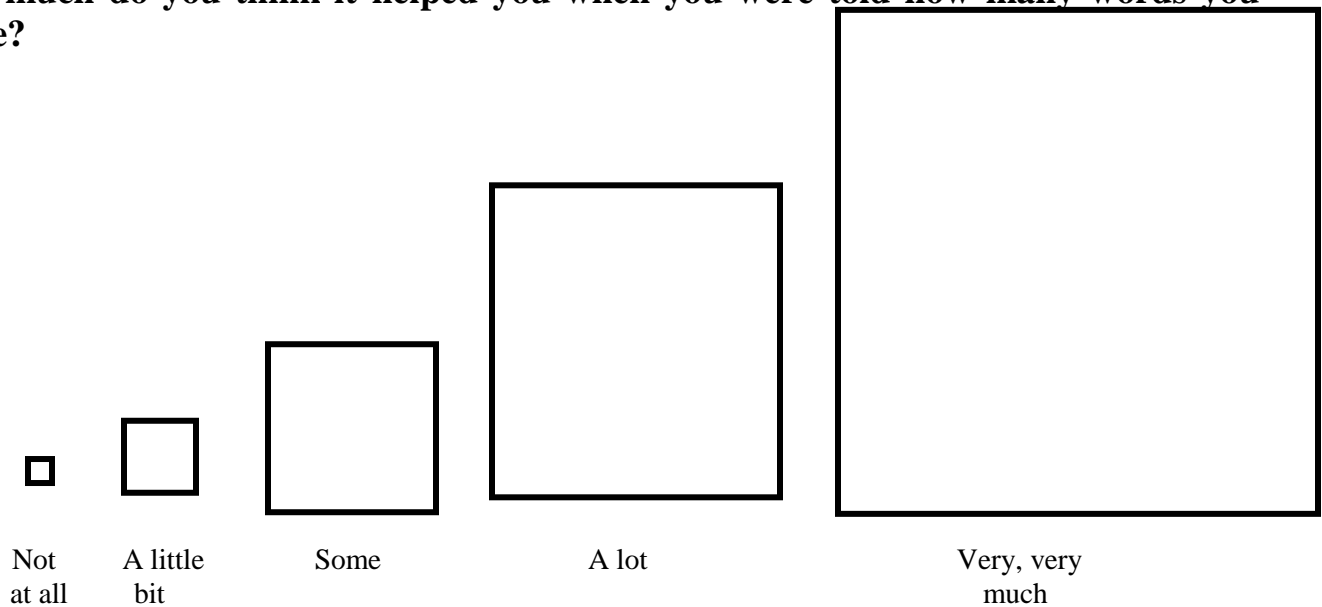 much do you think it helped you when you were told how many words you
e?
Not A little Some A lot Very, very
at all bit much